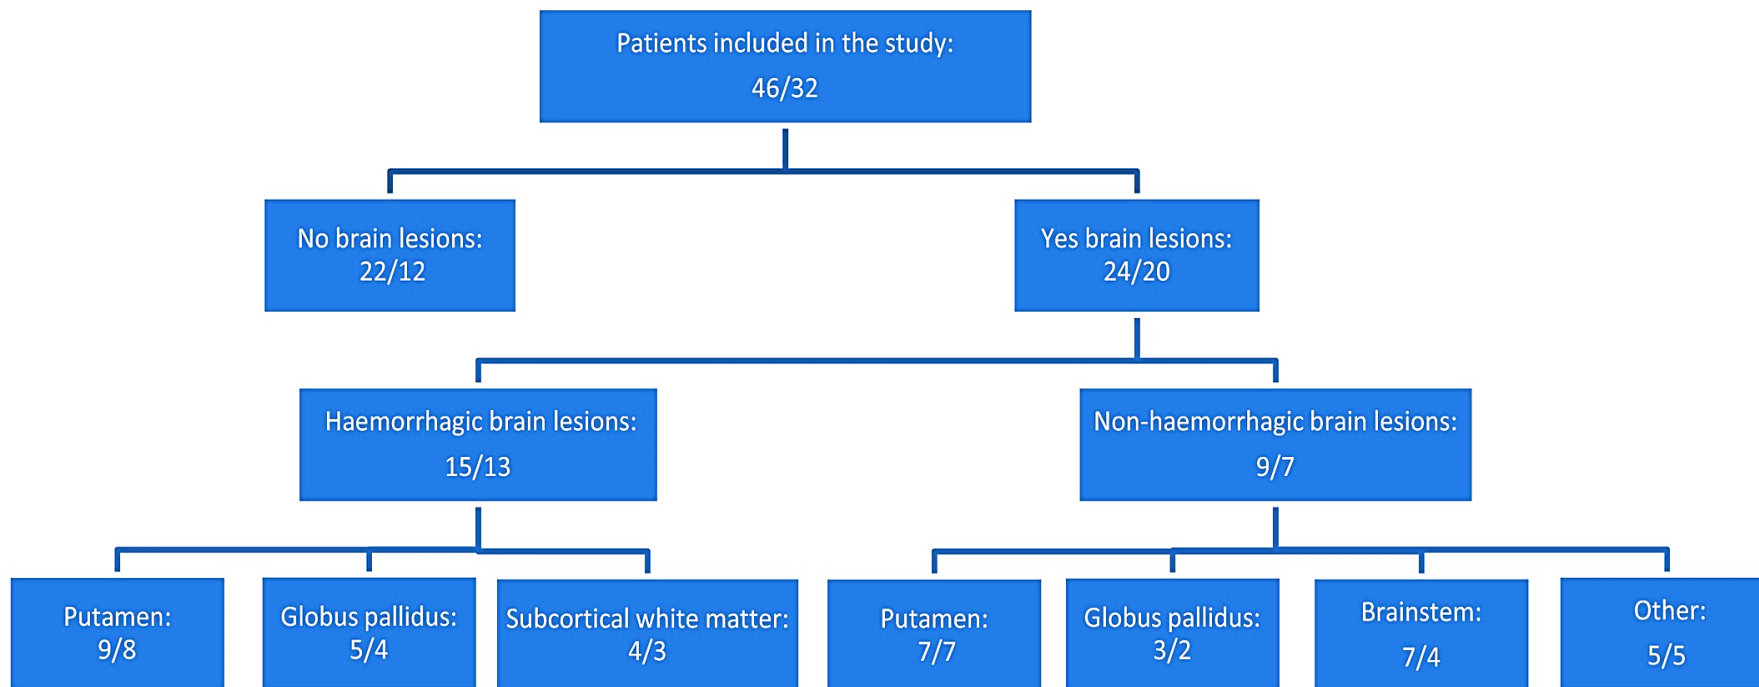 Patients included in the study:
46/32
No brain lesions:
22/12
Yes brain lesions:
24/20
Haemorrhagic brain lesions:
15/13
Non-haemorrhagic brain lesions:
9/7
Putamen:
9/8
Globus pallidus:
5/4
Subcortical white matter:
4/3
Putamen:
7/7
Globus pallidus:
3/2
Brainstem:
7/4
Other:
5/5